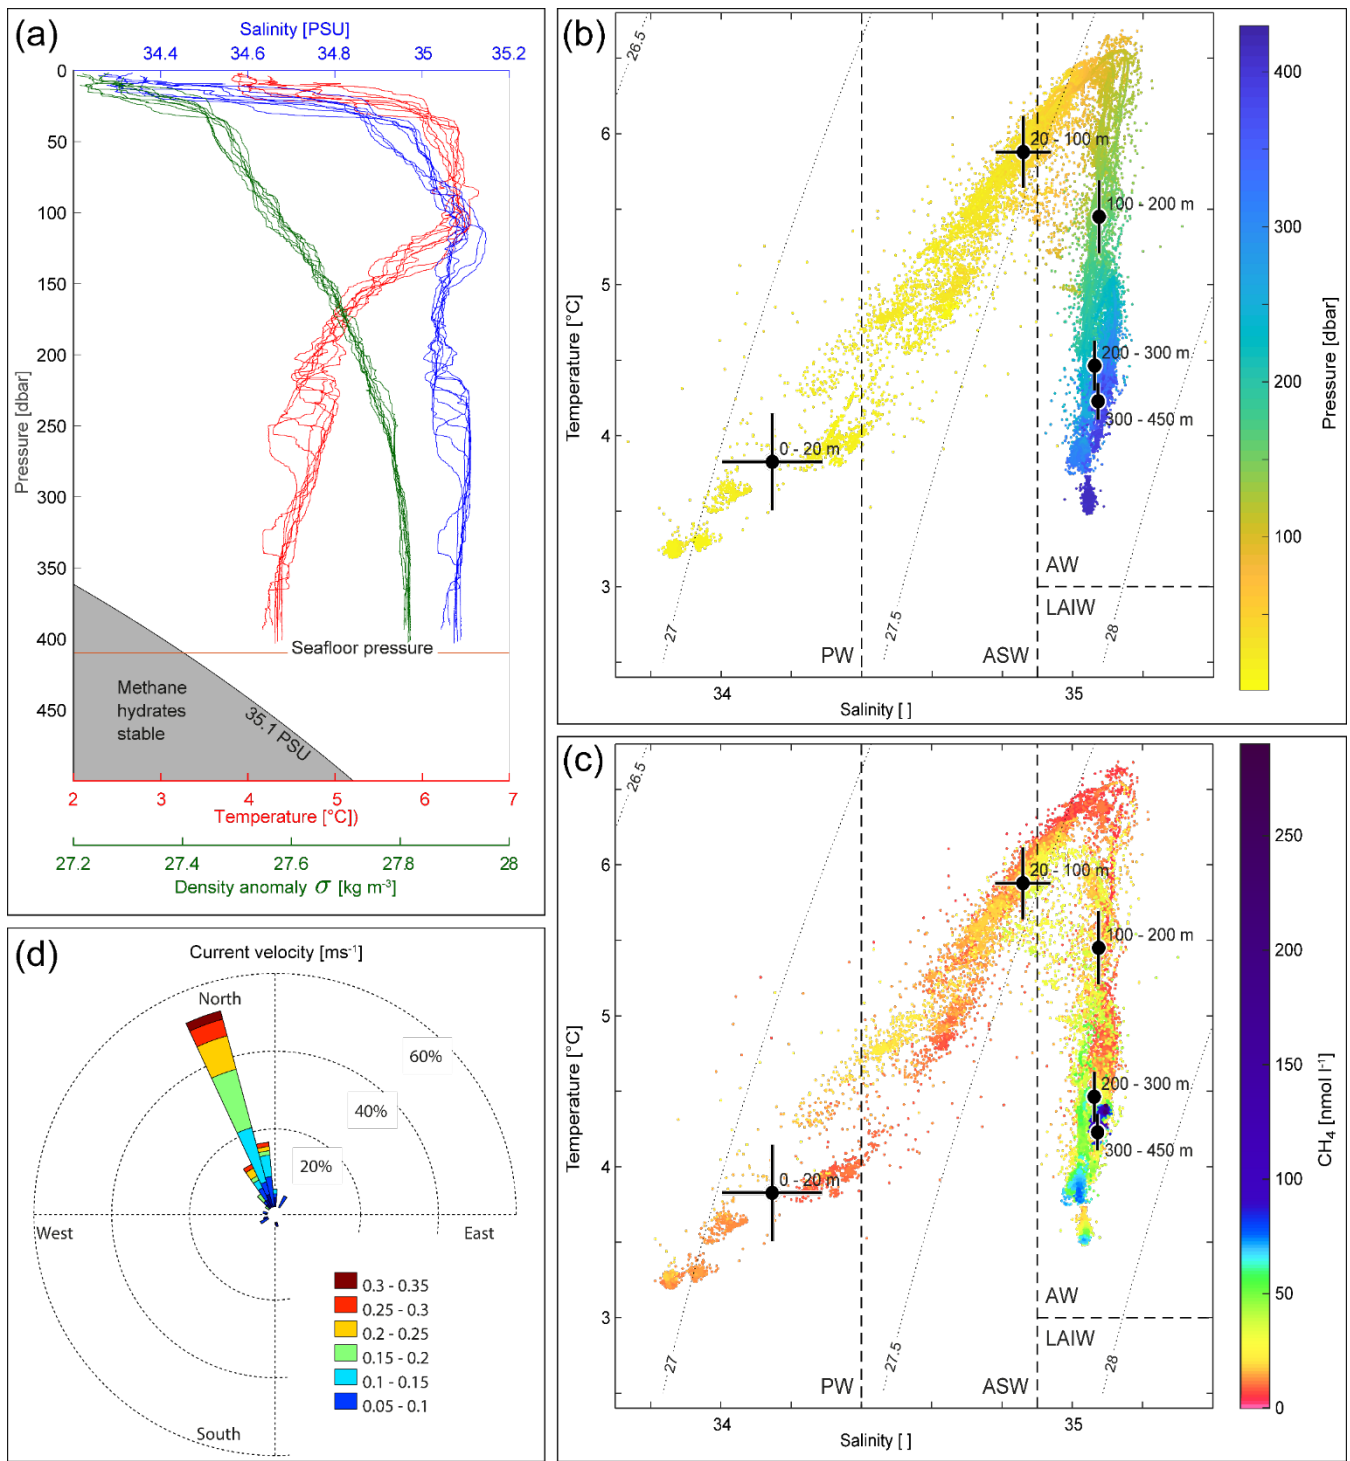 (a)
Salinity [PSU]
34.4 34.6 34.8 35 35.2
0
50
100
150
200
250
300
350
400
450
Pressure [dbar]
Seafloor pressure
Methane
hydrates
stable
35.1 PSU
2 3 4 5 6 7
Temperature [°C])
27.2 27.4 27.6 27.8 28
Density anomaly σ [kg m-3]
(b)
26.5
20 - 100 m
100 - 200 m
200 - 300 m
300 - 450 m
0 - 20 m
6
5
4
3
Temperature [°C]
AW
LAIW
PW
ASW
27
27.5
28
34 35
Salinity [ ]
400
300
200
100
Pressure [dbar]
(c)
26.5
20 - 100 m
100 - 200 m
200 - 300 m
300 - 450 m
0 - 20 m
6
5
4
3
Temperature [°C]
AW
LAIW
PW
ASW
27
27.5
28
34 35
Salinity [ ]
250
200
150
100
50
0
CH4 [nmol l-1]
(d)
Current velocity [ms-1]
North
60%
40%
20%
West
East
South
0.3 - 0.35
0.25 - 0.3
0.2 - 0.25
0.15 - 0.2
0.1 - 0.15
0.05 - 0.1